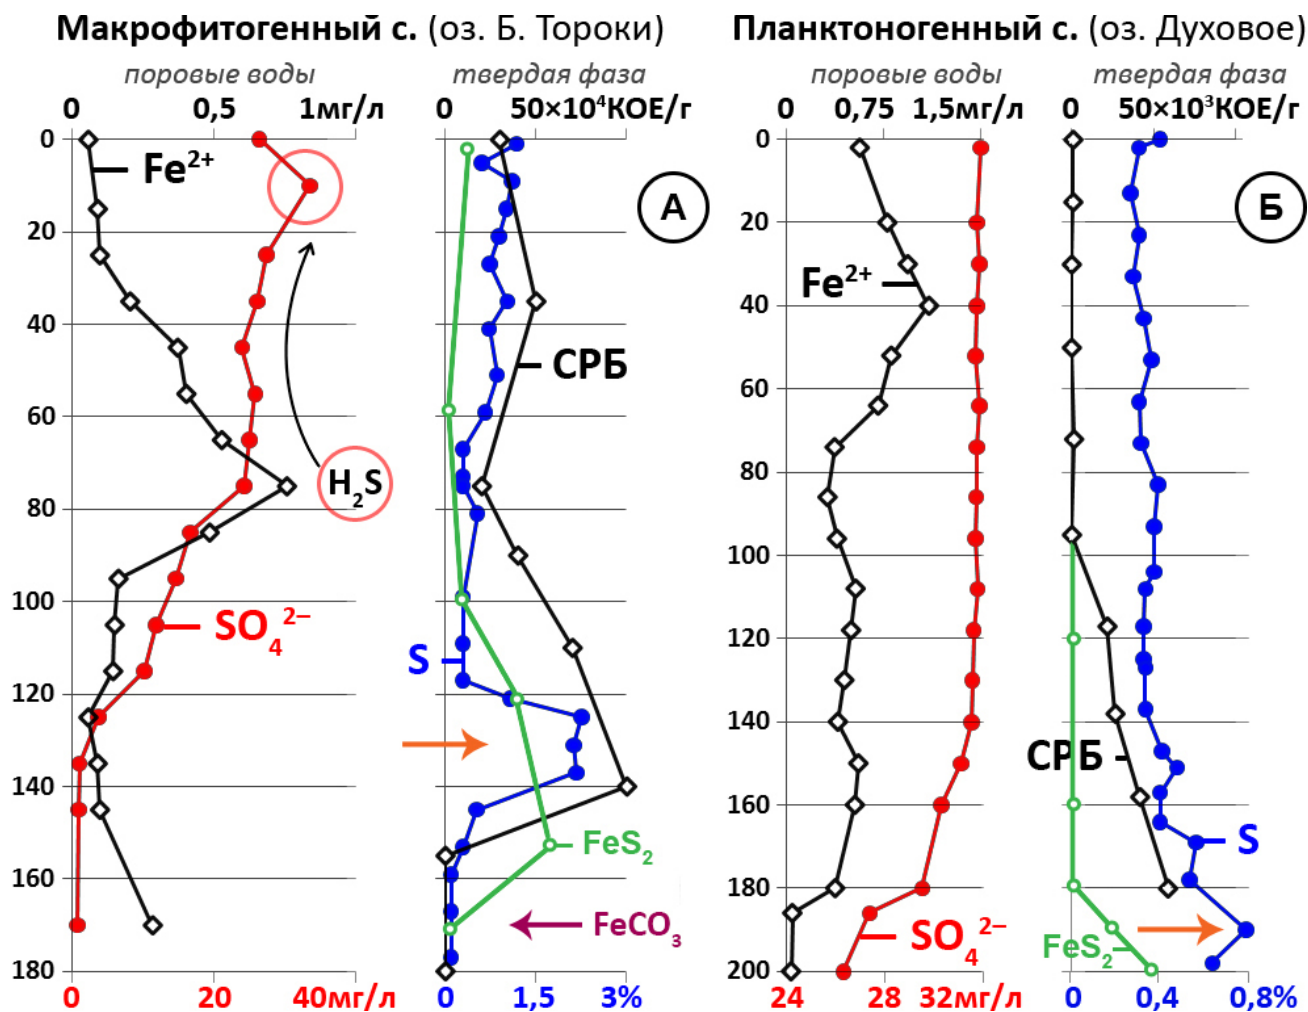 Макрофитогенный с. (оз. Б. Тороки)
Планктоногенный с. (оз. Духовое)
поровые воды
твердая фаза
поровые воды
твердая фаза
0 0,5 1мг/л
0 50×10⁴КОЕ/г
0 0,75 1,5мг/л
0 50×10³КОЕ/г
0
20
40
60
80
100
120
140
160
180
Fe²⁺
H₂S
SO₄²⁻
0 20 40мг/л
А
СРБ
S
FeS₂
FeCO₃
0 1,5 3%
0
20
40
60
80
100
120
140
160
180
200
Fe²⁺
SO₄²⁻
24 28 32мг/л
Б
СРБ
S
FeS₂
0 0,4 0,8%